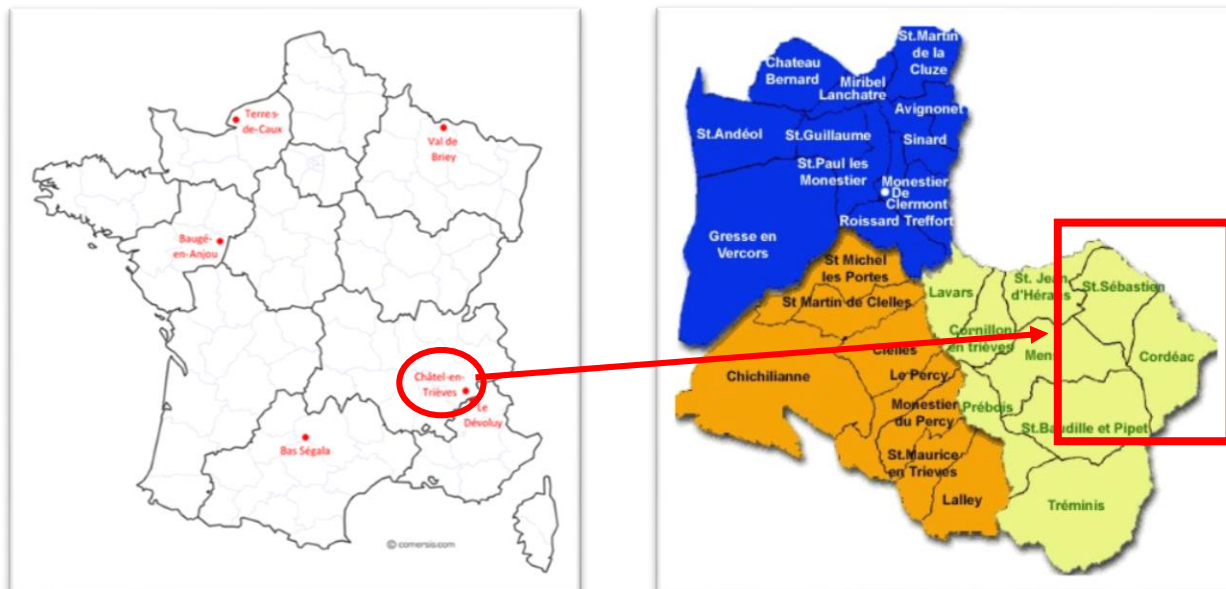 Terres-
de-Caux
Val de
Briey
Baugé-
en-Anjou
Châtel-en-
Trièves
Le
Dévoluy
Bas Ségala
© comersis.com
St.Martin
de la
Cluze
Chateau
Bernard
Miribel
Lanchatre
Avignonet
St.Andéol
St.Guillaume
Sinard
St.Paul les
Monestier
Monestier
De
Clermont
Roissard Treffort
Gresse en
Vercors
St Michel
les Portes
Lavars
St. Jean
d'Hérans
St.Sébastien
St Martin de Clelles
Cornillon
en trièves
Clelles
Mens
Cordéac
Chichilianne
Le Percy
Prébois
Monestier
du Percy
St.Baudille et Pipet
St.Maurice
en Trieves
Lalley
Tréminis